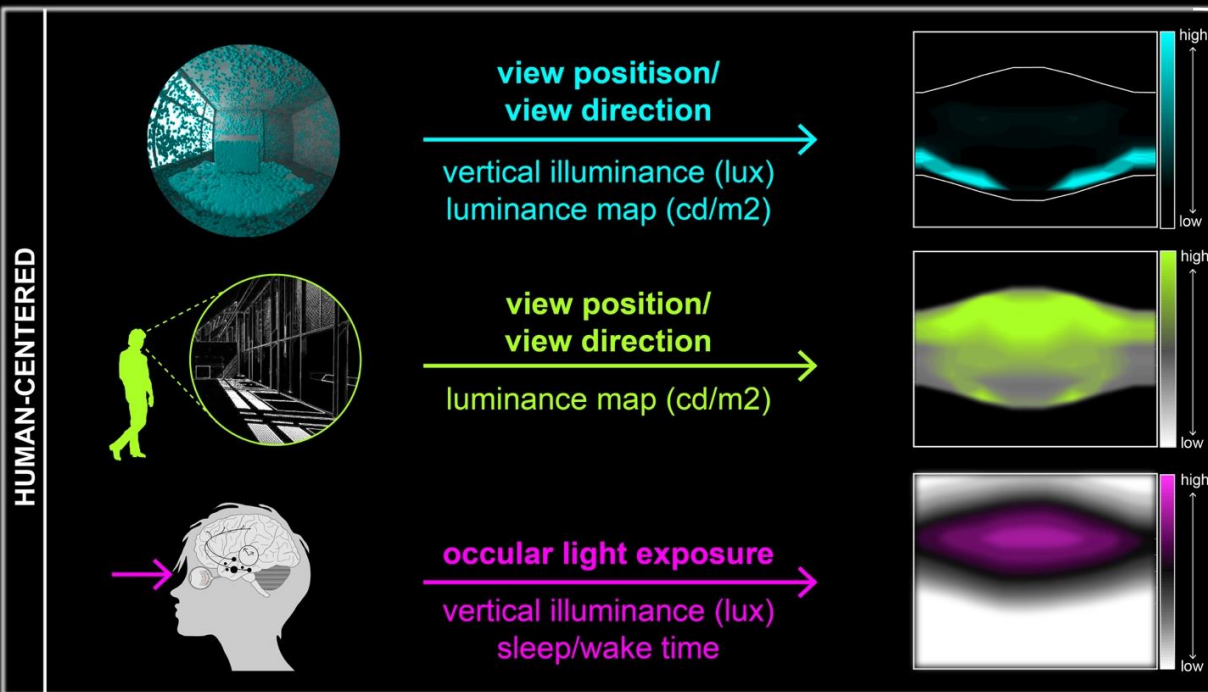 HUMAN-CENTERED
view positison/
view direction
vertical illuminance (lux)
luminance map (cd/m2)
high
low
view position/
view direction
luminance map (cd/m2)
high
low
occular light exposure
vertical illuminance (lux)
sleep/wake time
high
low